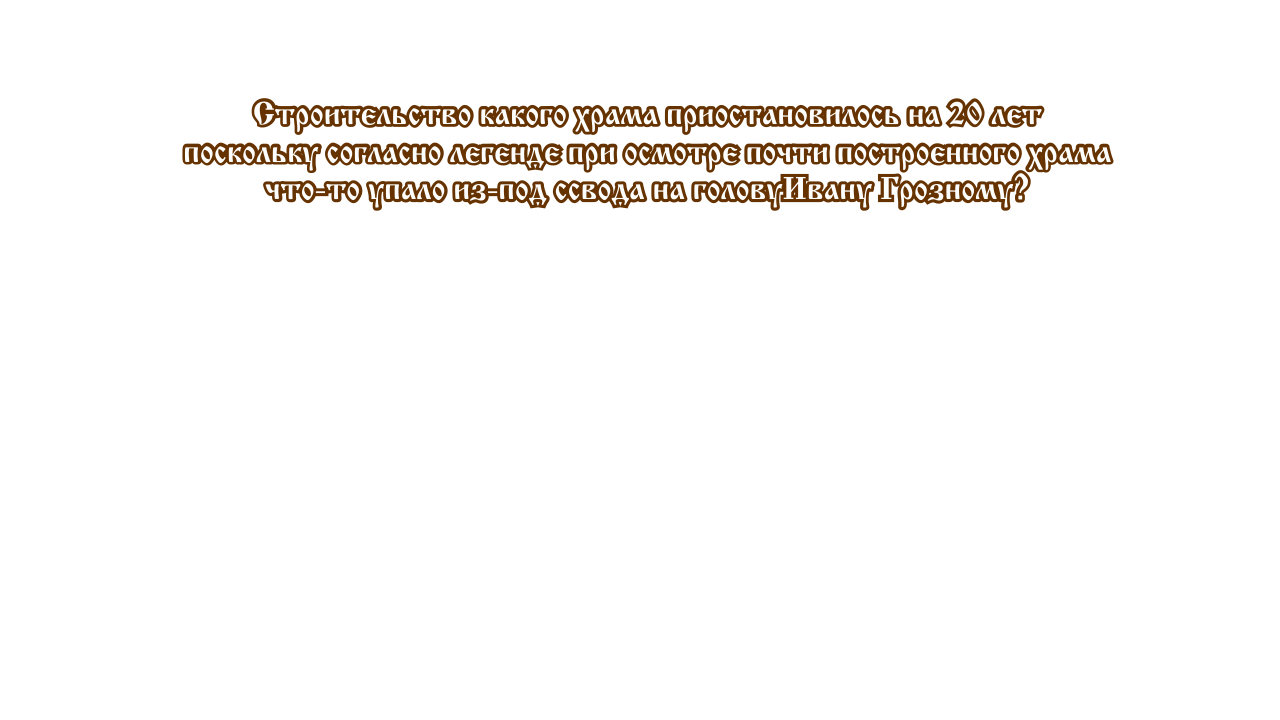 Строительство какого храма приостановилось на 20 лет
поскольку согласно легенде при осмотре почти построенного храма
что-то упало из-под ссвода на головуИвану Грозному?